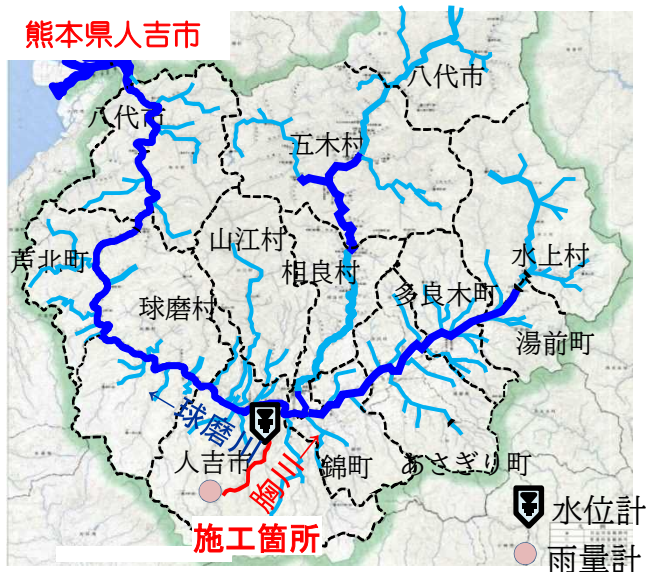 熊本県人吉市
八代市
八代市
五木村
山江村
相良村
水上村
芦北町
多良木町
球磨村
湯前町
←球磨川
人吉市
胸川→
錦町
あさぎり町
施工箇所
水位計
雨量計